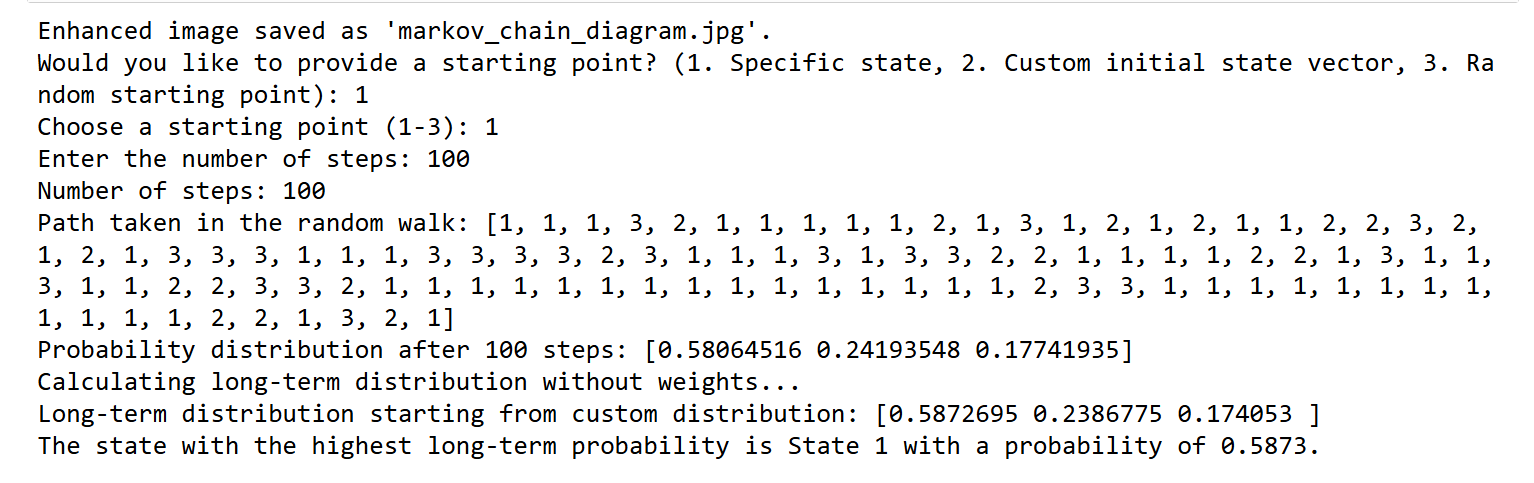 Enhanced image saved as 'markov_chain_diagram.jpg'.
Would you like to provide a starting point? (1. Specific state, 2. Custom initial state vector, 3. Ra
ndom starting point): 1
Choose a starting point (1-3): 1
Enter the number of steps: 100
Number of steps: 100
Path taken in the random walk: [1, 1, 1, 3, 2, 1, 1, 1, 1, 1, 2, 1, 3, 1, 2, 1, 2, 1, 1, 2, 2, 3, 2,
1, 2, 1, 3, 3, 3, 1, 1, 1, 3, 3, 3, 3, 2, 3, 1, 1, 1, 3, 1, 3, 3, 2, 2, 1, 1, 1, 1, 2, 2, 1, 3, 1, 1,
3, 1, 1, 2, 2, 3, 3, 2, 1, 1, 1, 1, 1, 1, 1, 1, 1, 1, 1, 1, 1, 1, 1, 2, 3, 3, 1, 1, 1, 1, 1, 1, 1, 1,
1, 1, 1, 1, 2, 2, 1, 3, 2, 1]
Probability distribution after 100 steps: [0.58064516 0.24193548 0.17741935]
Calculating long-term distribution without weights...
Long-term distribution starting from custom distribution: [0.5872695 0.2386775 0.174053 ]
The state with the highest long-term probability is State 1 with a probability of 0.5873.